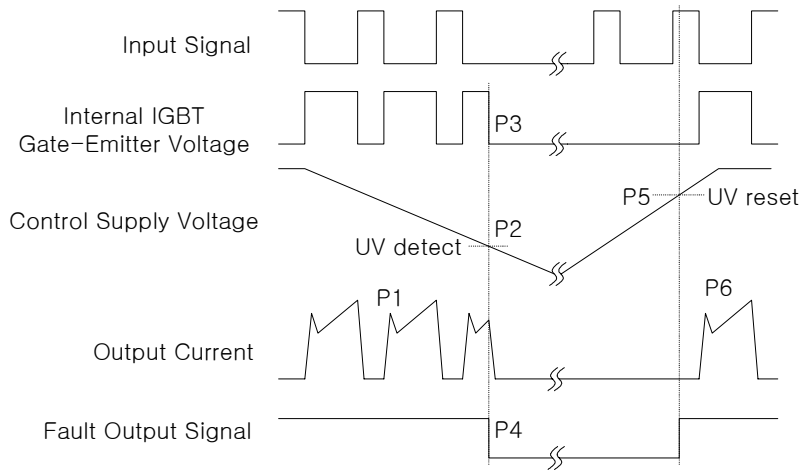 Input Signal
Internal IGBT
Gate-Emitter Voltage
P3
Control Supply Voltage
P5
UV reset
P2
UV detect
P1
P6
Output Current
Fault Output Signal
P4